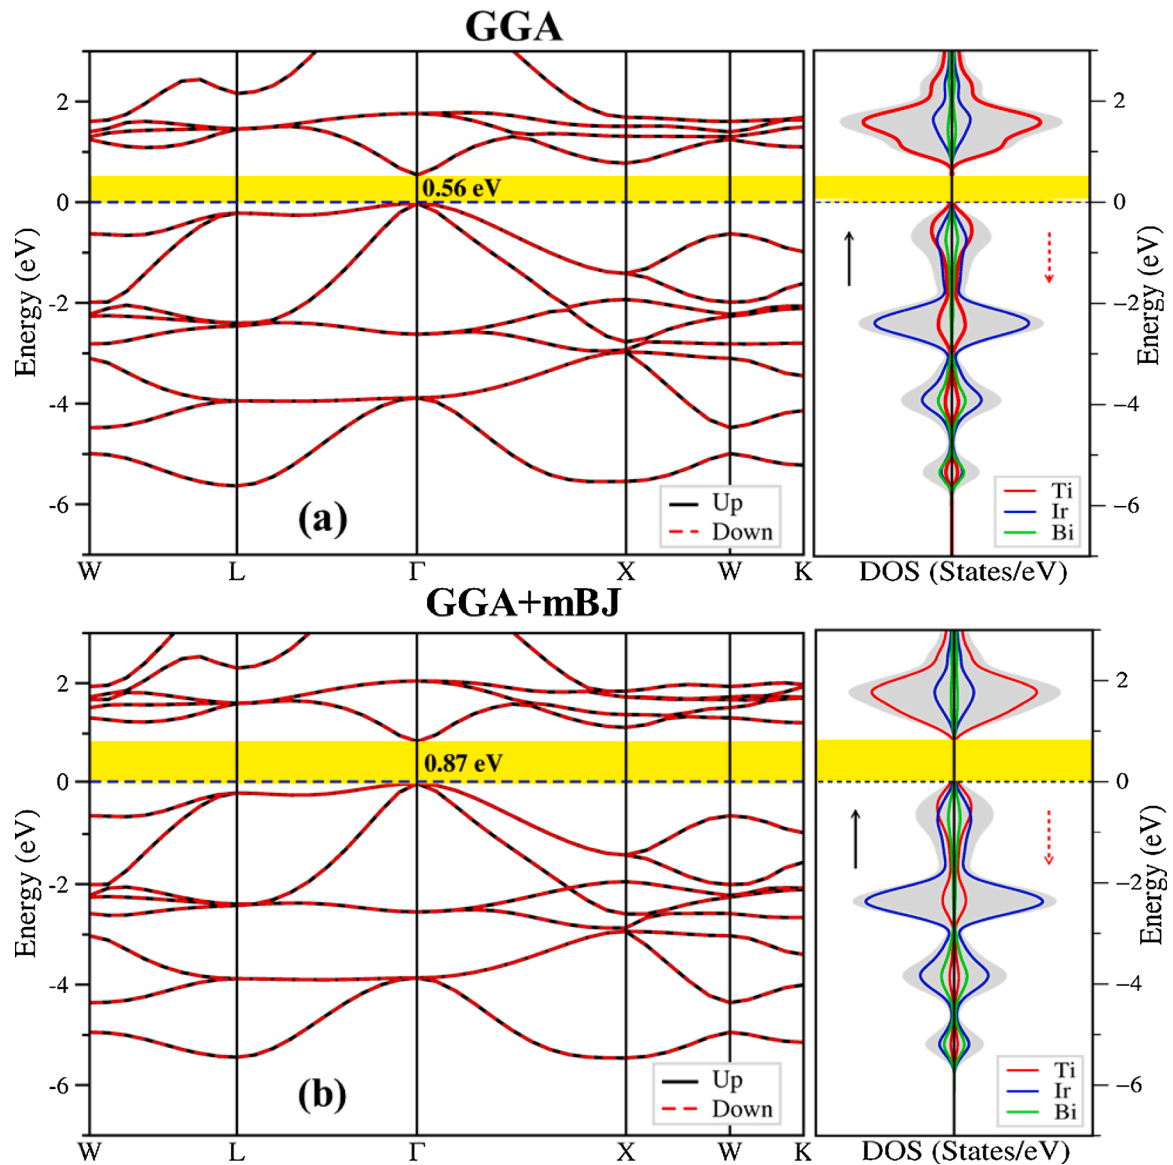 GGA
Energy (eV)
2
0
-2
-4
-6
0.56 eV
(a)
Up
Down
W L Γ X W K
2
0
−2
−4
−6
Energy (eV)
Ti
Ir
Bi
DOS (States/eV)
GGA+mBJ
Energy (eV)
2
0
-2
-4
-6
0.87 eV
(b)
Up
Down
W L Γ X W K
2
0
−2
−4
−6
Energy (eV)
Ti
Ir
Bi
DOS (States/eV)